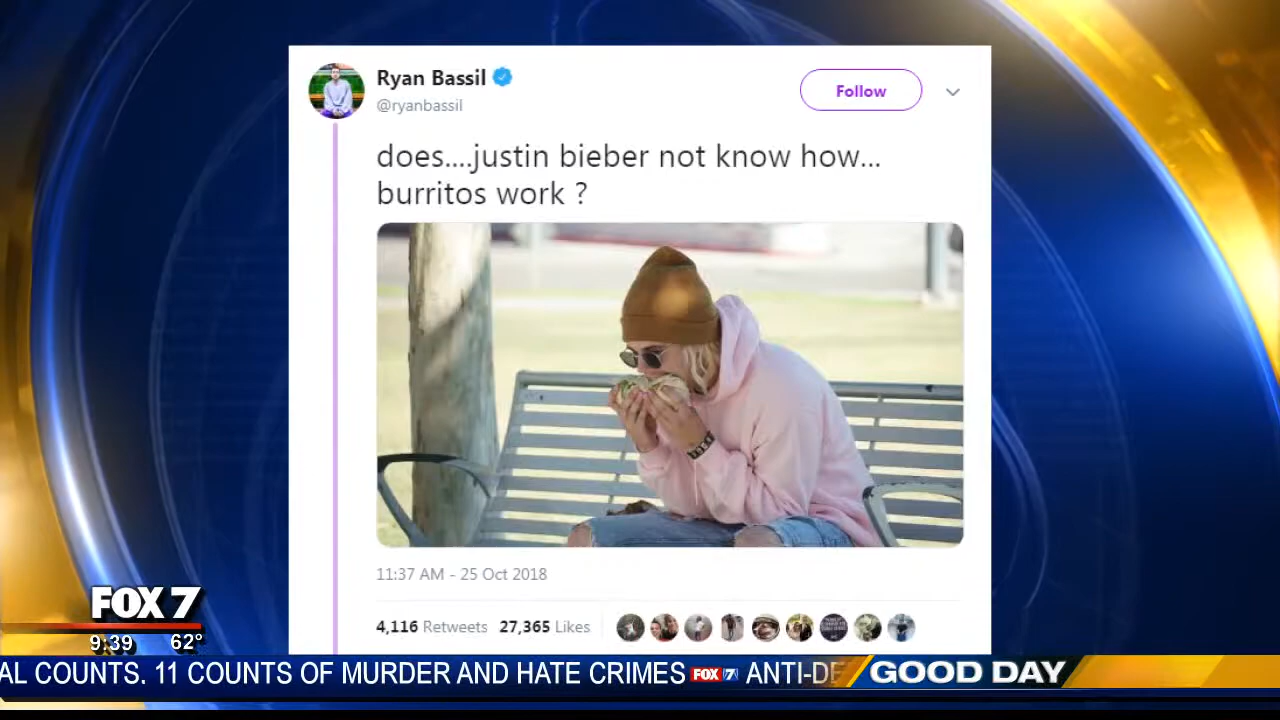 Ryan Bassil
@ryanbassil
Follow
does....justin bieber not know how...
burritos work ?
11:37 AM - 25 Oct 2018
4,116 Retweets 27,365 Likes
FOX 7
9:39 62°
AL COUNTS. 11 COUNTS OF MURDER AND HATE CRIMES FOX 7 ANTI-DE
GOOD DAY